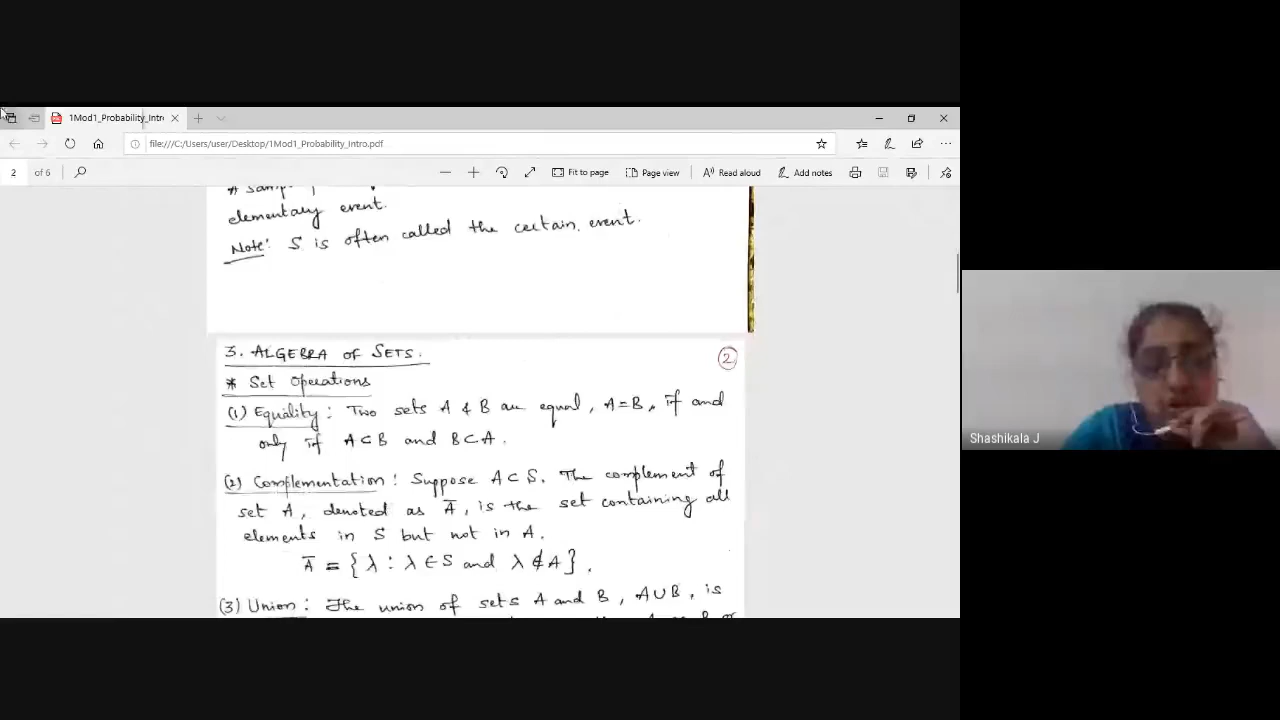 1Mod1_Probability_Intro
file:///C:/Users/user/Desktop/1Mod1_Probability_Intro.pdf
2 of 6
Fit to page
Page view
Read aloud
Add notes
elementary event.
Note: S is often called the certain event.
3. ALGEBRA OF SETS.
2
* Set Operations
(1) Equality: Two sets A & B are equal, A=B, if and
only if A⊂B and B⊂A.
(2) Complementation: Suppose A⊂S. The complement of
set A, denoted as A̅, is the set containing all
elements in S but not in A.
A̅ = {λ : λ∈S and λ∉A}.
(3) Union: The union of sets A and B, A∪B, is
Shashikala J